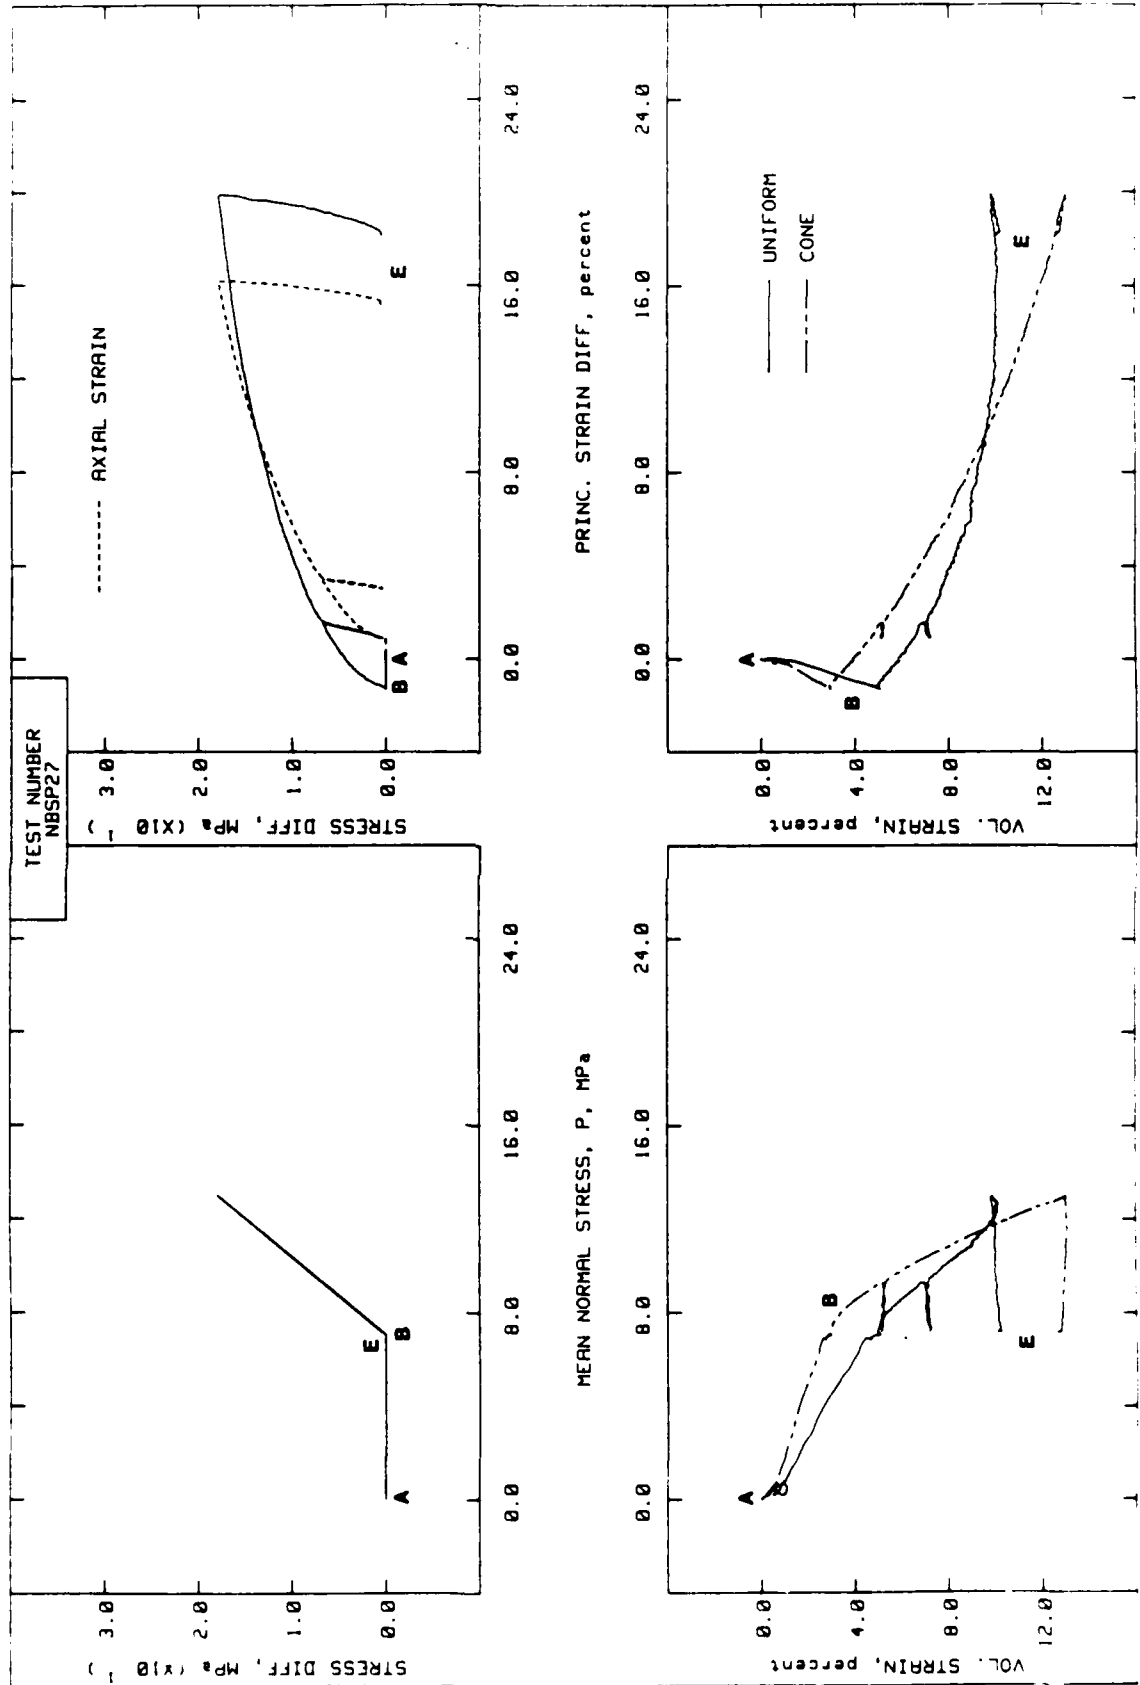 TEST NUMBER
NBSP27
3.0
2.0
1.0
0.0
STRESS DIFF, MPa (X10 1)
A
E
B
0.0
8.0
16.0
24.0
MEAN NORMAL STRESS, P, MPa
3.0
2.0
1.0
0.0
STRESS DIFF, MPa (X10 1)
------- AXIAL STRAIN
B
A
E
0.0
8.0
16.0
24.0
PRINC. STRAIN DIFF, percent
0.0
4.0
8.0
12.0
VOL. STRAIN, percent
A
B
E
0.0
8.0
16.0
24.0
0.0
4.0
8.0
12.0
VOL. STRAIN, percent
A
B
E
UNIFORM
CONE
0.0
8.0
16.0
24.0